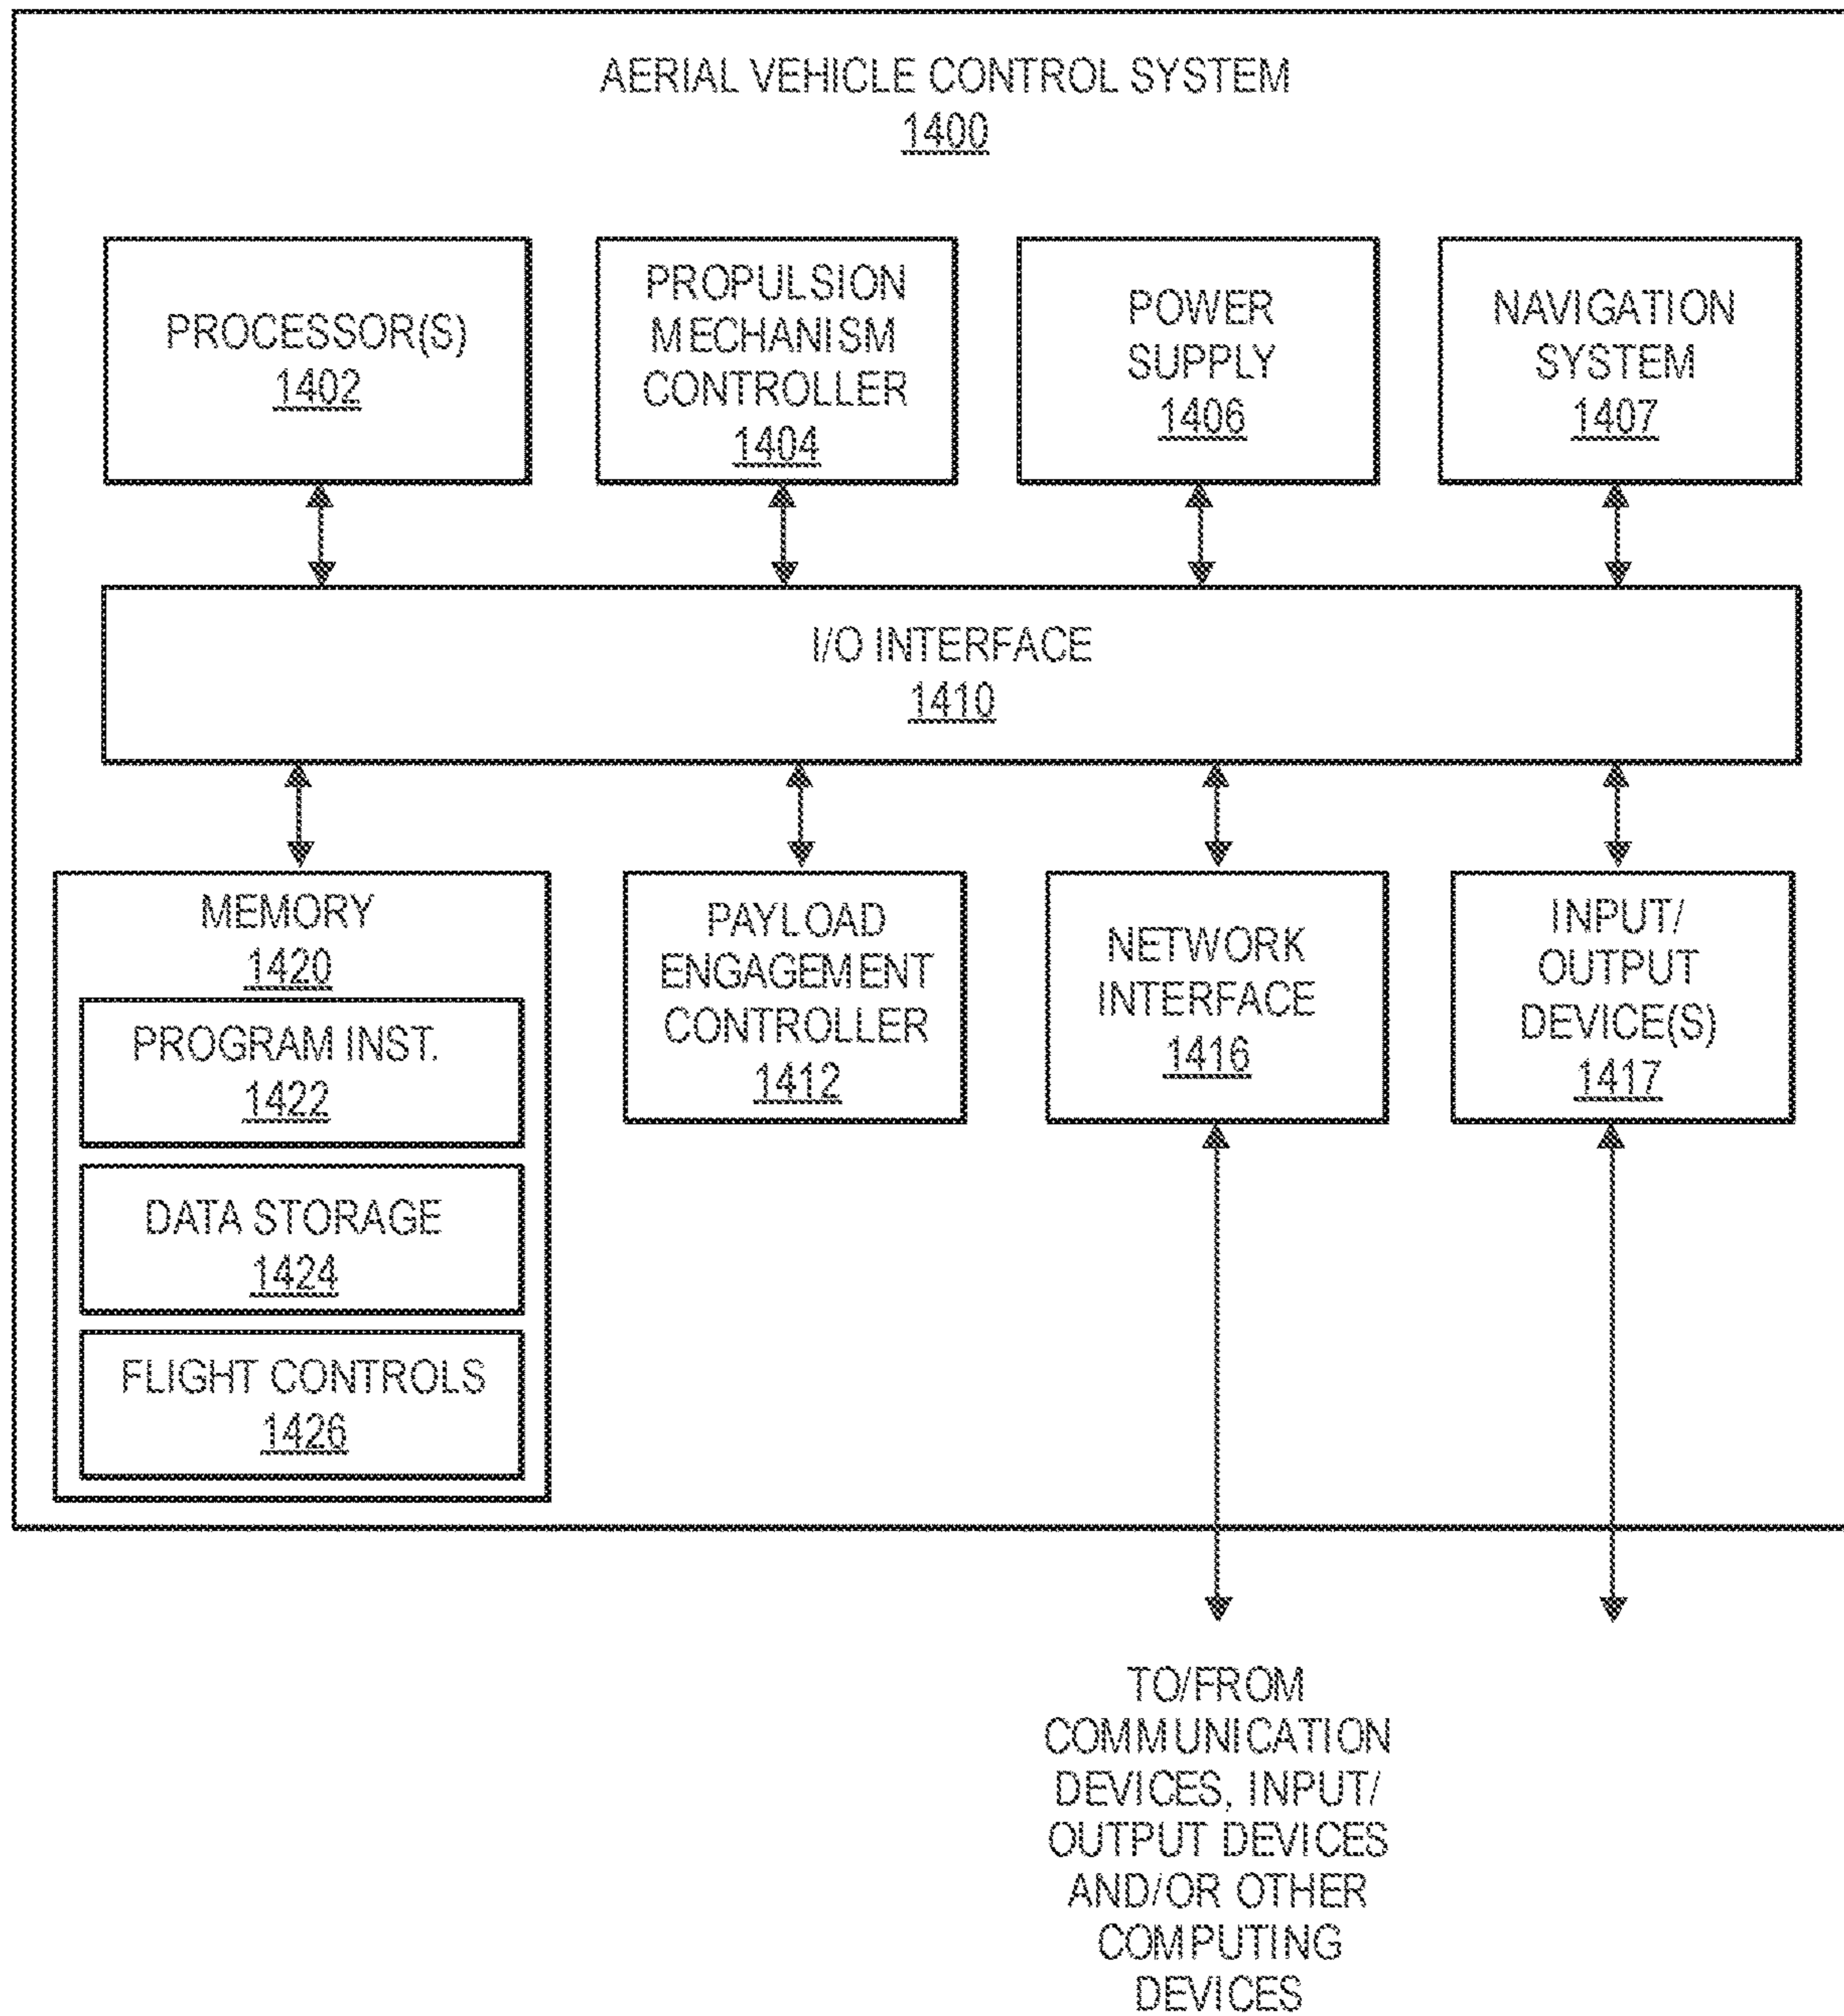 AERIAL VEHICLE CONTROL SYSTEM
1400
PROCESSOR(S)
1402
PROPULSION
MECHANISM
CONTROLLER
1404
POWER
SUPPLY
1406
NAVIGATION
SYSTEM
1407
I/O INTERFACE
1410
MEMORY
1420
PROGRAM INST.
1422
DATA STORAGE
1424
FLIGHT CONTROLS
1426
PAYLOAD
ENGAGEMENT
CONTROLLER
1412
NETWORK
INTERFACE
1416
INPUT/
OUTPUT
DEVICE(S)
1417
TO/FROM
COMMUNICATION
DEVICES, INPUT/
OUTPUT DEVICES
AND/OR OTHER
COMPUTING
DEVICES